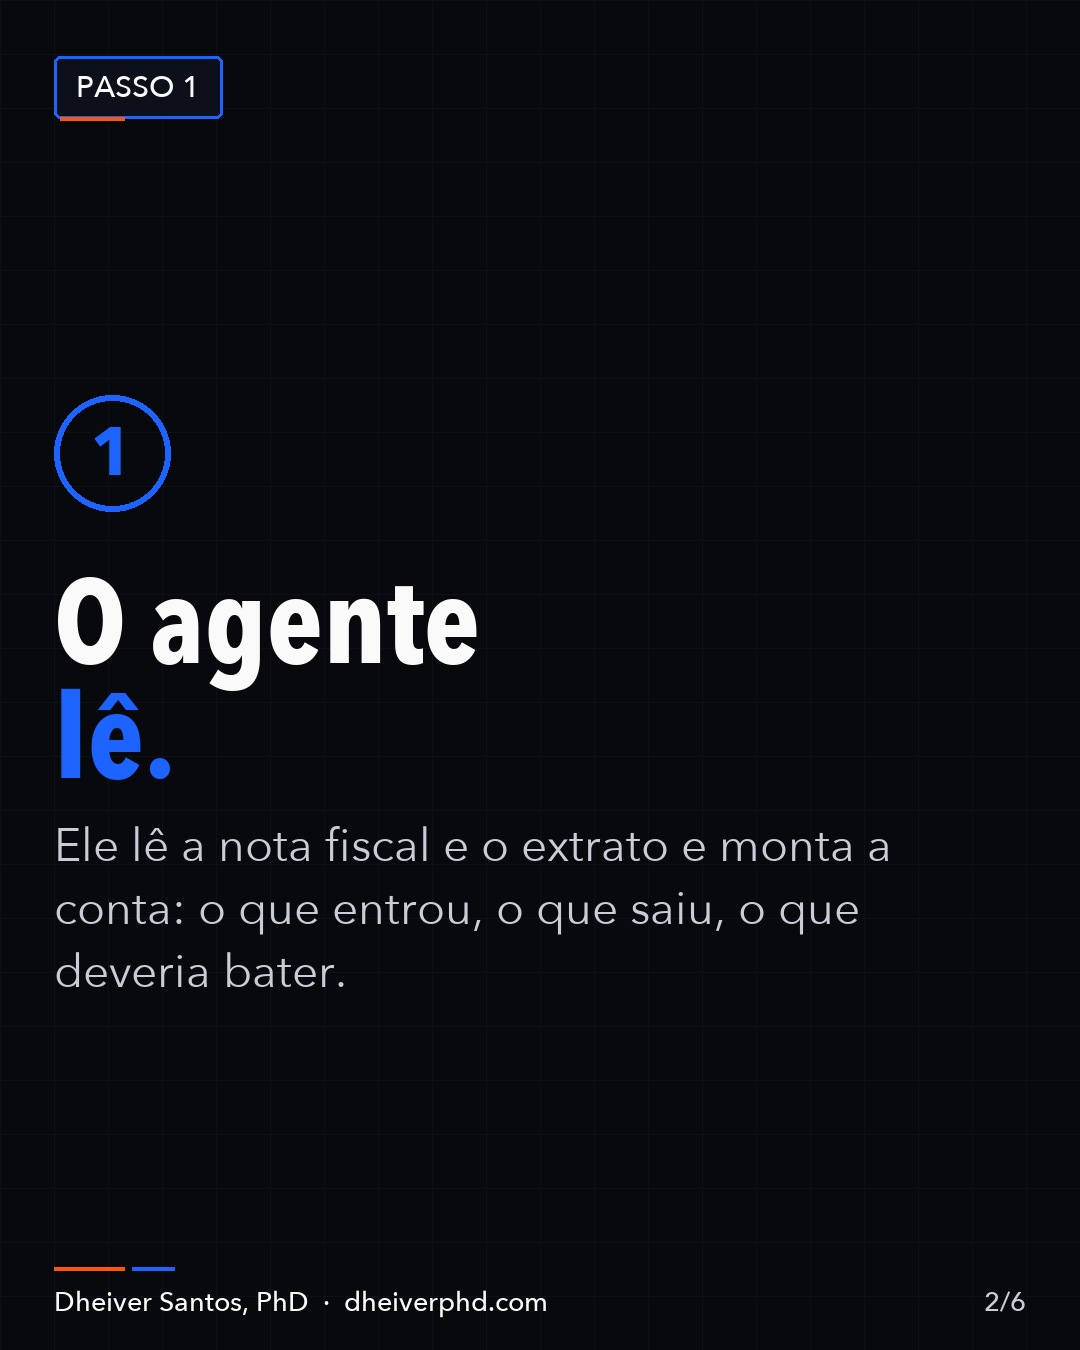 PASSO 1
1
O agente
lê.
Ele lê a nota fiscal e o extrato e monta a
conta: o que entrou, o que saiu, o que
deveria bater.
Dheiver Santos, PhD · dheiverphd.com
2/6